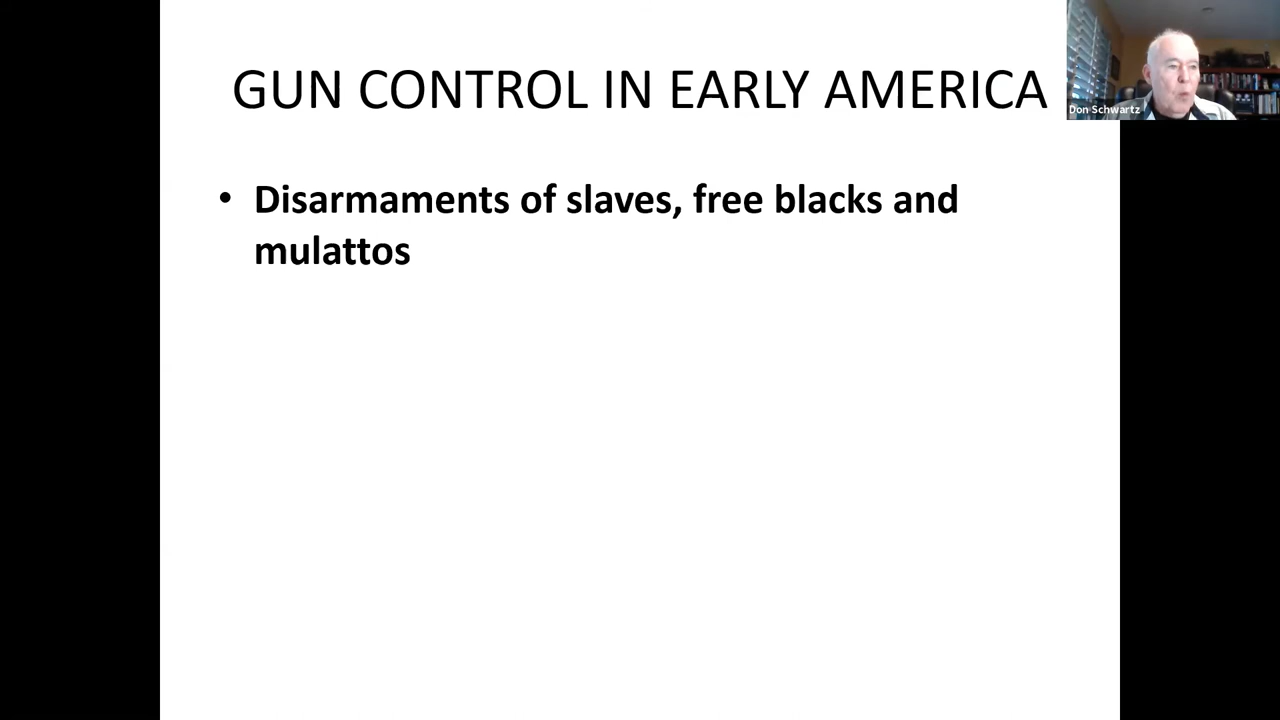 GUN CONTROL IN EARLY AMERICA
Don Schwartz
• Disarmaments of slaves, free blacks and
mulattos